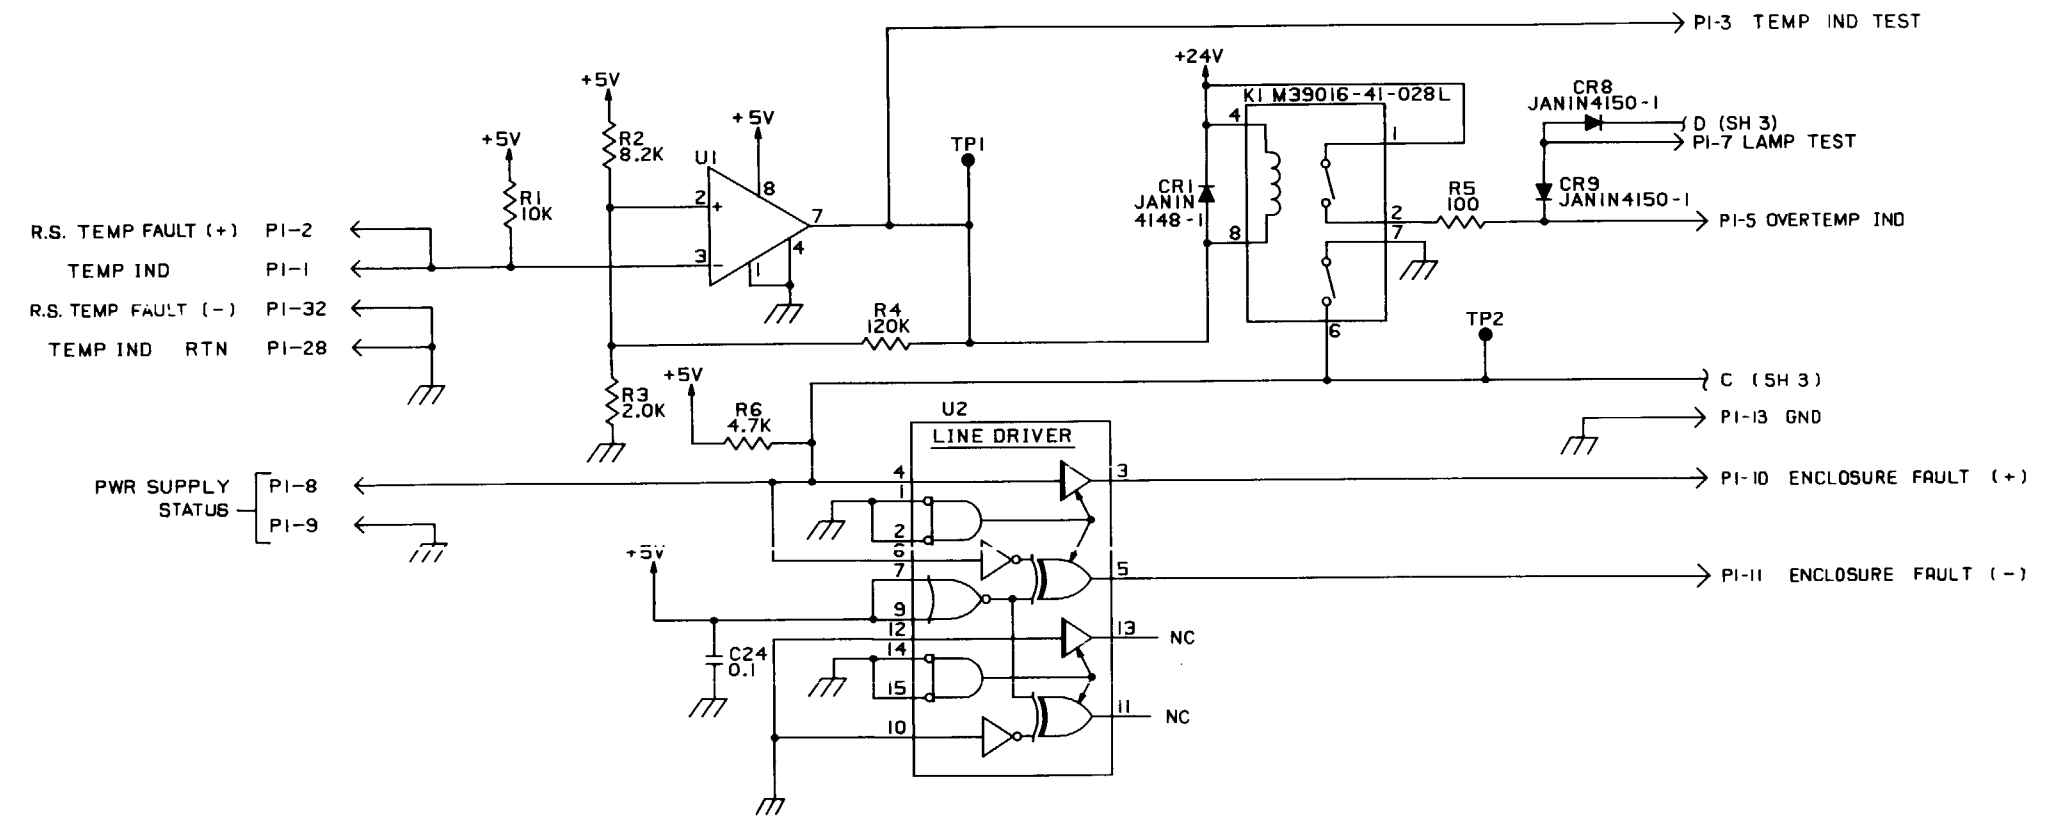 P1-3 TEMP IND TEST
+24V
+5V
K1 M39016-41-028L
CR8
JAN1N4150-1
+5V
4
D (SH 3)
+5V
R2
8.2K
1
P1-7 LAMP TEST
TP1
U1
8
R1
10K
CR1
JAN1N
4148-1
R5
100
CR9
JAN1N4150-1
2
+
7
2
P1-5 OVERTEMP IND
R.S. TEMP FAULT (+) P1-2
4
8
7
3
-
1
TEMP IND P1-1
R.S. TEMP FAULT (-) P1-32
R4
120K
TP2
6
TEMP IND RTN P1-28
+5V
C (SH 3)
R3
2.0K
R6
4.7K
U2
P1-13 GND
LINE DRIVER
4
3
P1-10 ENCLOSURE FAULT (+)
PWR SUPPLY
STATUS
P1-8
1
P1-9
2
+5V
6
7
5
P1-11 ENCLOSURE FAULT (-)
9
12
13
NC
C24
0.1
14
15
11
NC
10